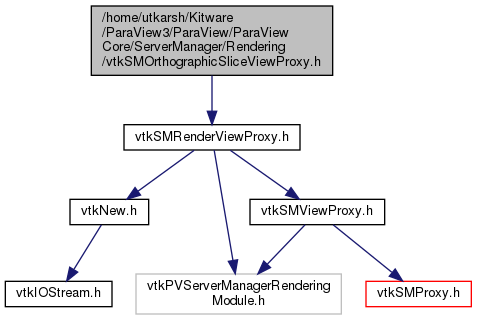 /home/utkarsh/Kitware
/ParaView3/ParaView/ParaView
Core/ServerManager/Rendering
/vtkSMOrthographicSliceViewProxy.h
vtkSMRenderViewProxy.h
vtkNew.h
vtkSMViewProxy.h
vtkIOStream.h
vtkPVServerManagerRendering
Module.h
vtkSMProxy.h